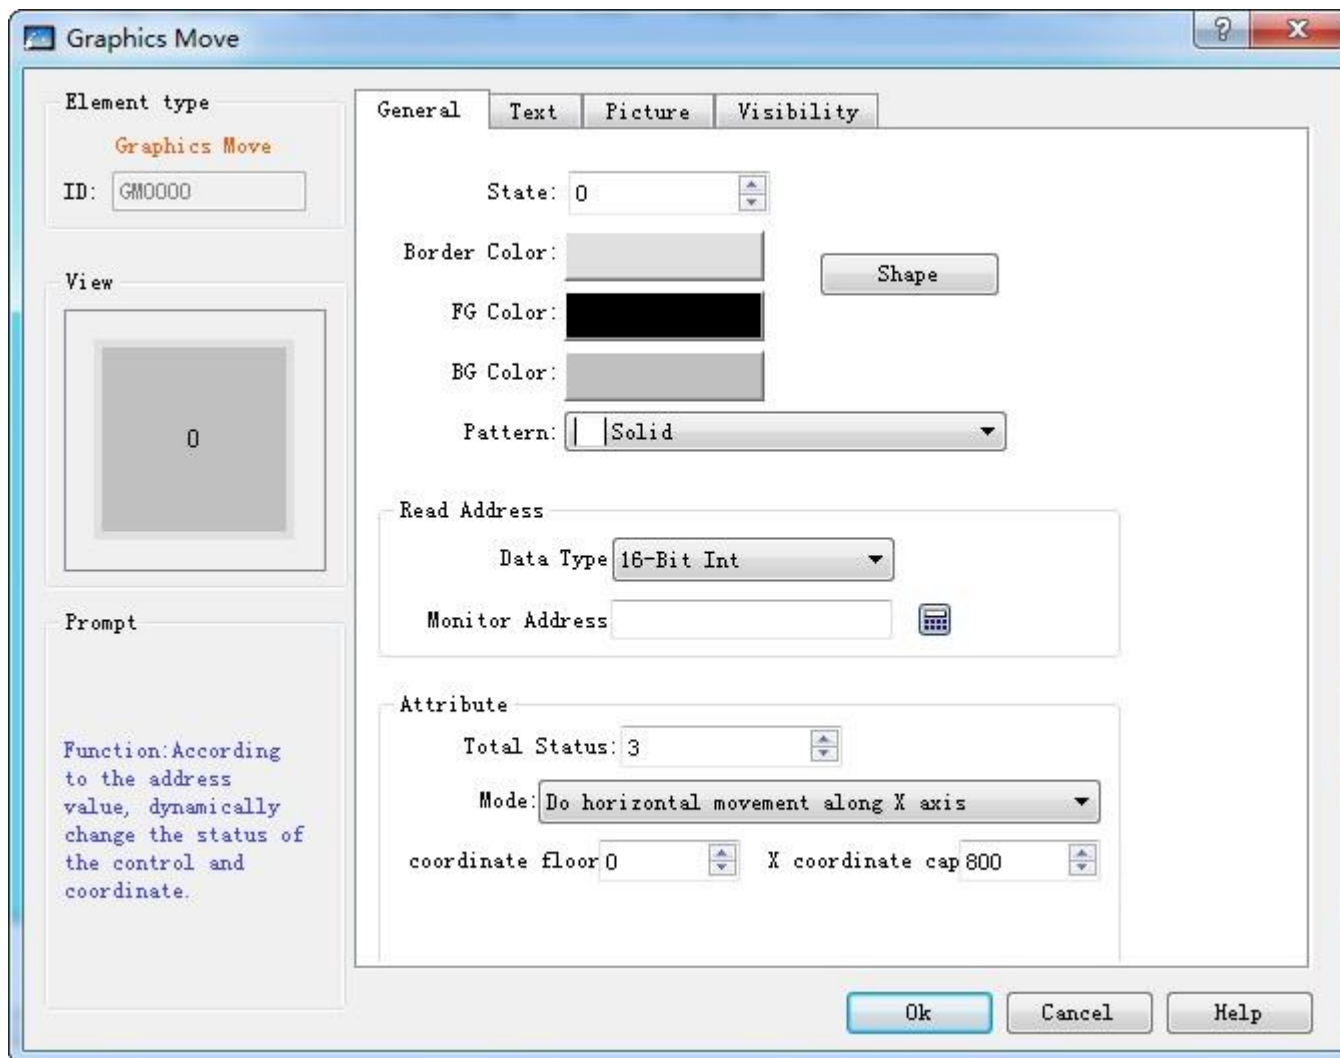 Graphics Move
Element type
Graphics Move
ID: GM0000
View
0
Prompt
Function:According
to the address
value, dynamically
change the status of
the control and
coordinate.
General Text Picture Visibility
State: 0
Border Color:
Shape
FG Color:
BG Color:
Pattern: Solid
Read Address
Data Type 16-Bit Int
Monitor Address
Attribute
Total Status: 3
Mode: Do horizontal movement along X axis
coordinate floor 0 X coordinate cap 800
Ok Cancel Help